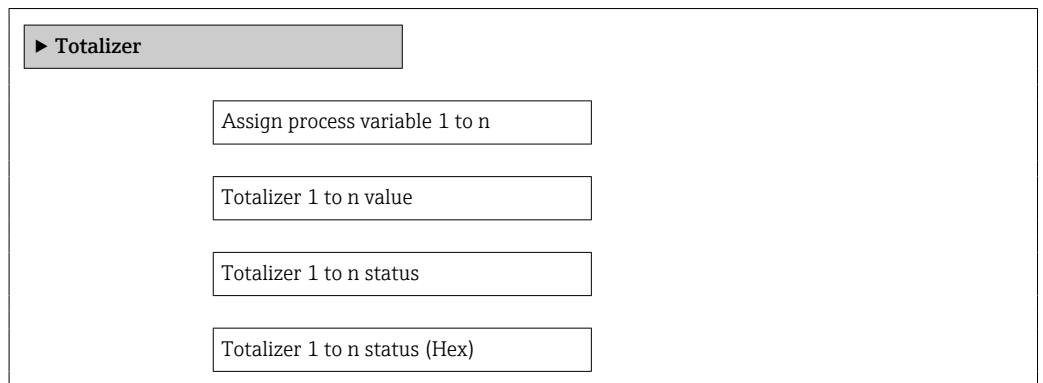 ▶ Totalizer
Assign process variable 1 to n
Totalizer 1 to n value
Totalizer 1 to n status
Totalizer 1 to n status (Hex)